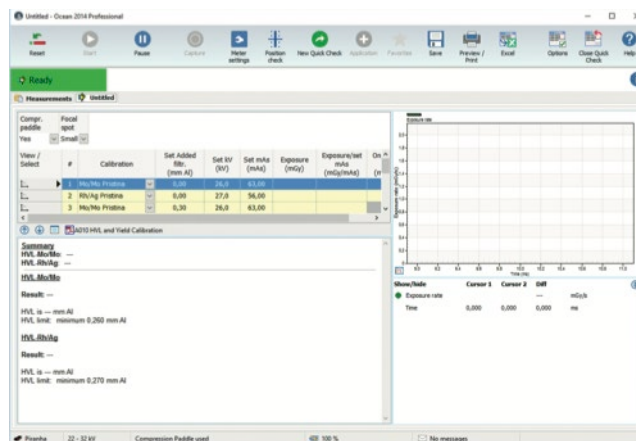 Untitled - Ocean 2014 Professional
Reset Start Pause Capture Meter settings Position check New Quick Check Application Favorites Save Preview / Print Excel Options Close Quick Check Help
Ready
Measurements Untitled
Compr. paddle Focal spot
Yes Small
View / Select # Calibration Set Added filtr. (mm Al) Set kV (kV) Set mAs (mAs) Exposure (mGy) Exposure/set mAs (mGy/mAs)
1 Mo/Mo Pristina 0,00 26,0 63,00
2 Rh/Ag Pristina 0,00 27,0 56,00
3 Mo/Mo Pristina 0,30 26,0 63,00
A010 HVL and Yield Calibration
Summary
HVL-Mo/Mo: ---
HVL-Rh/Ag: ---
HVL-Mo/Mo
Result: ---
HVL is --- mm Al
HVL limit: minimum 0,260 mm Al
HVL-Rh/Ag
Result: ---
HVL is --- mm Al
HVL limit: minimum 0,270 mm Al
Exposure rate
Time (ms)
Show/hide Cursor 1 Cursor 2 Diff
Exposure rate --- mGy/s
Time 0,000 0,000 0,000 ms
Piranha 22 - 32 kV Compression Paddle used 100 % No messages